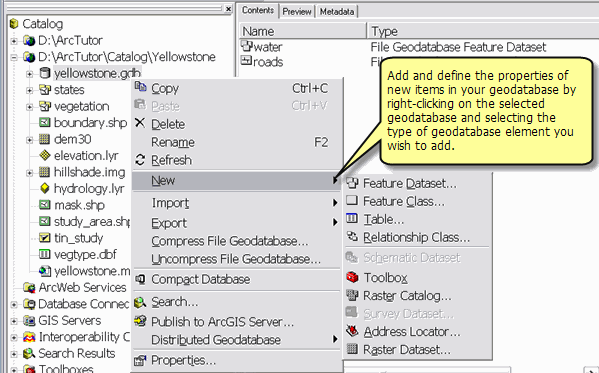 Catalog
D:\ArcTutor
D:\ArcTutor\Catalog\Yellowstone
yellowstone.gdb
states
vegetation
boundary.shp
dem30
elevation.lyr
hillshade.img
hydrology.lyr
mask.shp
study_area.shp
tin_study
vegtype.dbf
yellowstone.m
ArcWeb Services
Database Connec
GIS Servers
Interoperability C
Search Results
Toolboxes
Contents Preview Metadata
Name Type
water File Geodatabase Feature Dataset
roads File
Copy Ctrl+C
Paste Ctrl+V
Delete
Rename F2
Refresh
New
Import
Export
Compress File Geodatabase...
Uncompress File Geodatabase...
Compact Database
Search...
Publish to ArcGIS Server...
Distributed Geodatabase
Properties...
Add and define the properties of
new items in your geodatabase by
right-clicking on the selected
geodatabase and selecting the
type of geodatabase element you
wish to add.
Feature Dataset...
Feature Class...
Table...
Relationship Class...
Schematic Dataset
Toolbox
Raster Catalog...
Survey Dataset...
Address Locator...
Raster Dataset...